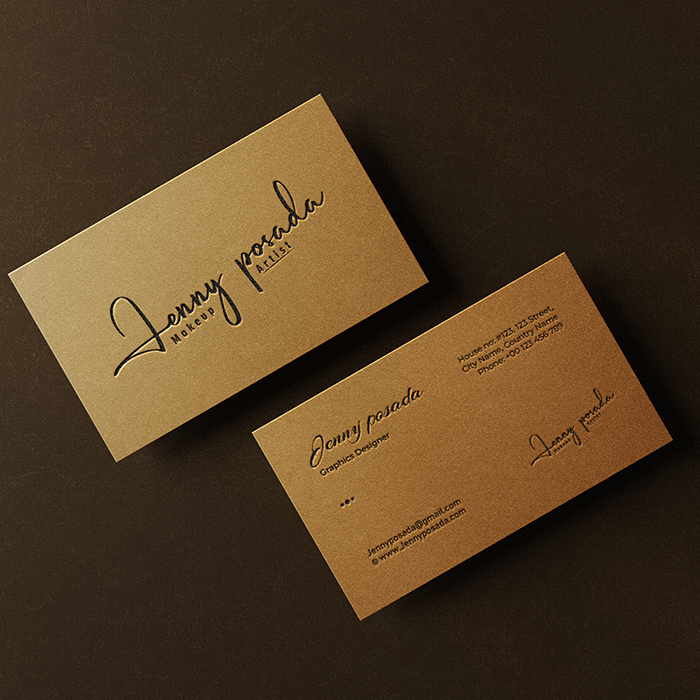 Jenny posada
Makeup Artist
House no: #123, 123 Street,
City Name, Country Name
Phone: +00 123 456 789
Jenny posada
Graphics Designer
Jenny posada
Makeup Artist
Jennyposada@gmail.com
@ www.Jennyposada.com